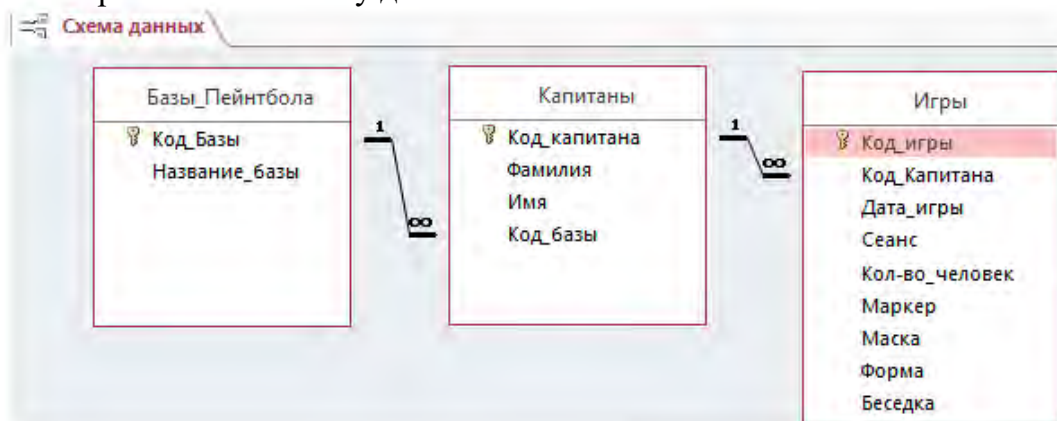 Схема данных
Базы_Пейнтбола
Код_Базы
Название_базы
1
∞
Капитаны
Код_капитана
Фамилия
Имя
Код_базы
1
∞
Игры
Код_игры
Код_Капитана
Дата_игры
Сеанс
Кол-во_человек
Маркер
Маска
Форма
Беседка